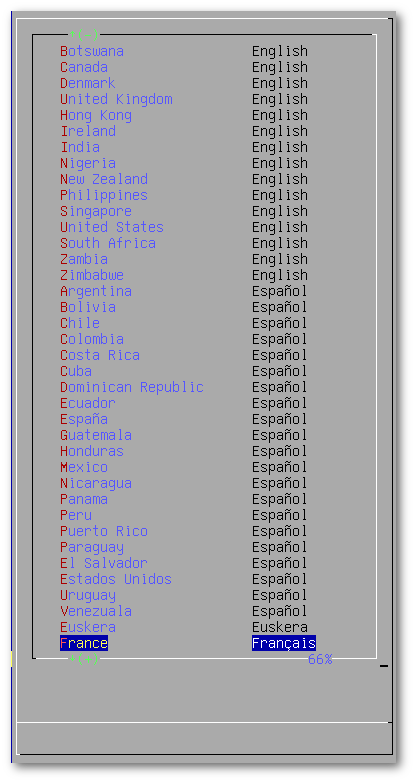 ↑(-)
Botswana English
Canada English
Denmark English
United Kingdom English
Hong Kong English
Ireland English
India English
Nigeria English
New Zealand English
Philippines English
Singapore English
United States English
South Africa English
Zambia English
Zimbabwe English
Argentina Español
Bolivia Español
Chile Español
Colombia Español
Costa Rica Español
Cuba Español
Dominican Republic Español
Ecuador Español
España Español
Guatemala Español
Honduras Español
Mexico Español
Nicaragua Español
Panama Español
Peru Español
Puerto Rico Español
Paraguay Español
El Salvador Español
Estados Unidos Español
Uruguay Español
Venezuala Español
Euskera Euskera
France Français
↓(+) 66%